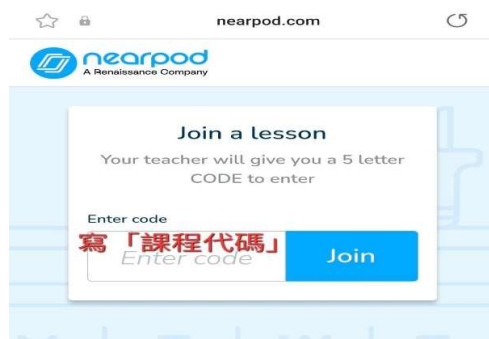 nearpod.com
nearpod
A Renaissance Company
Join a lesson
Your teacher will give you a 5 letter
CODE to enter
Enter code
寫「課程代碼」
Enter code
Join